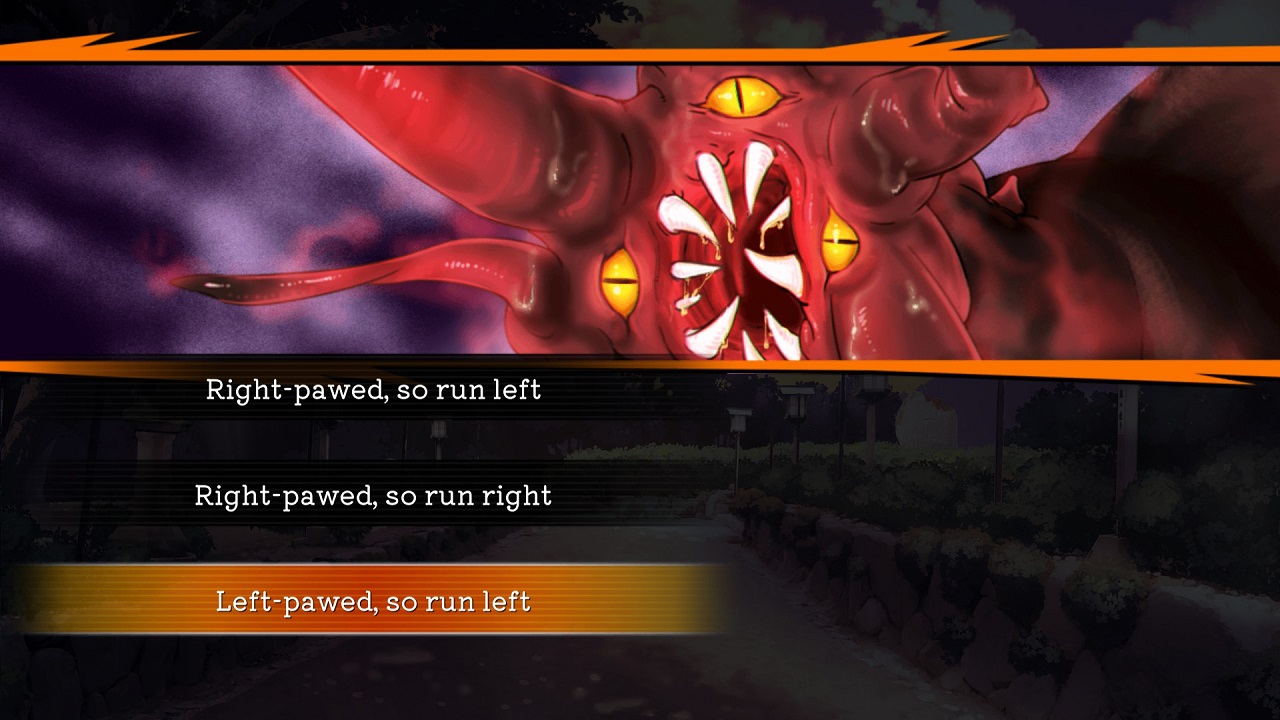 Right-pawed, so run left
Right-pawed, so run right
Left-pawed, so run left